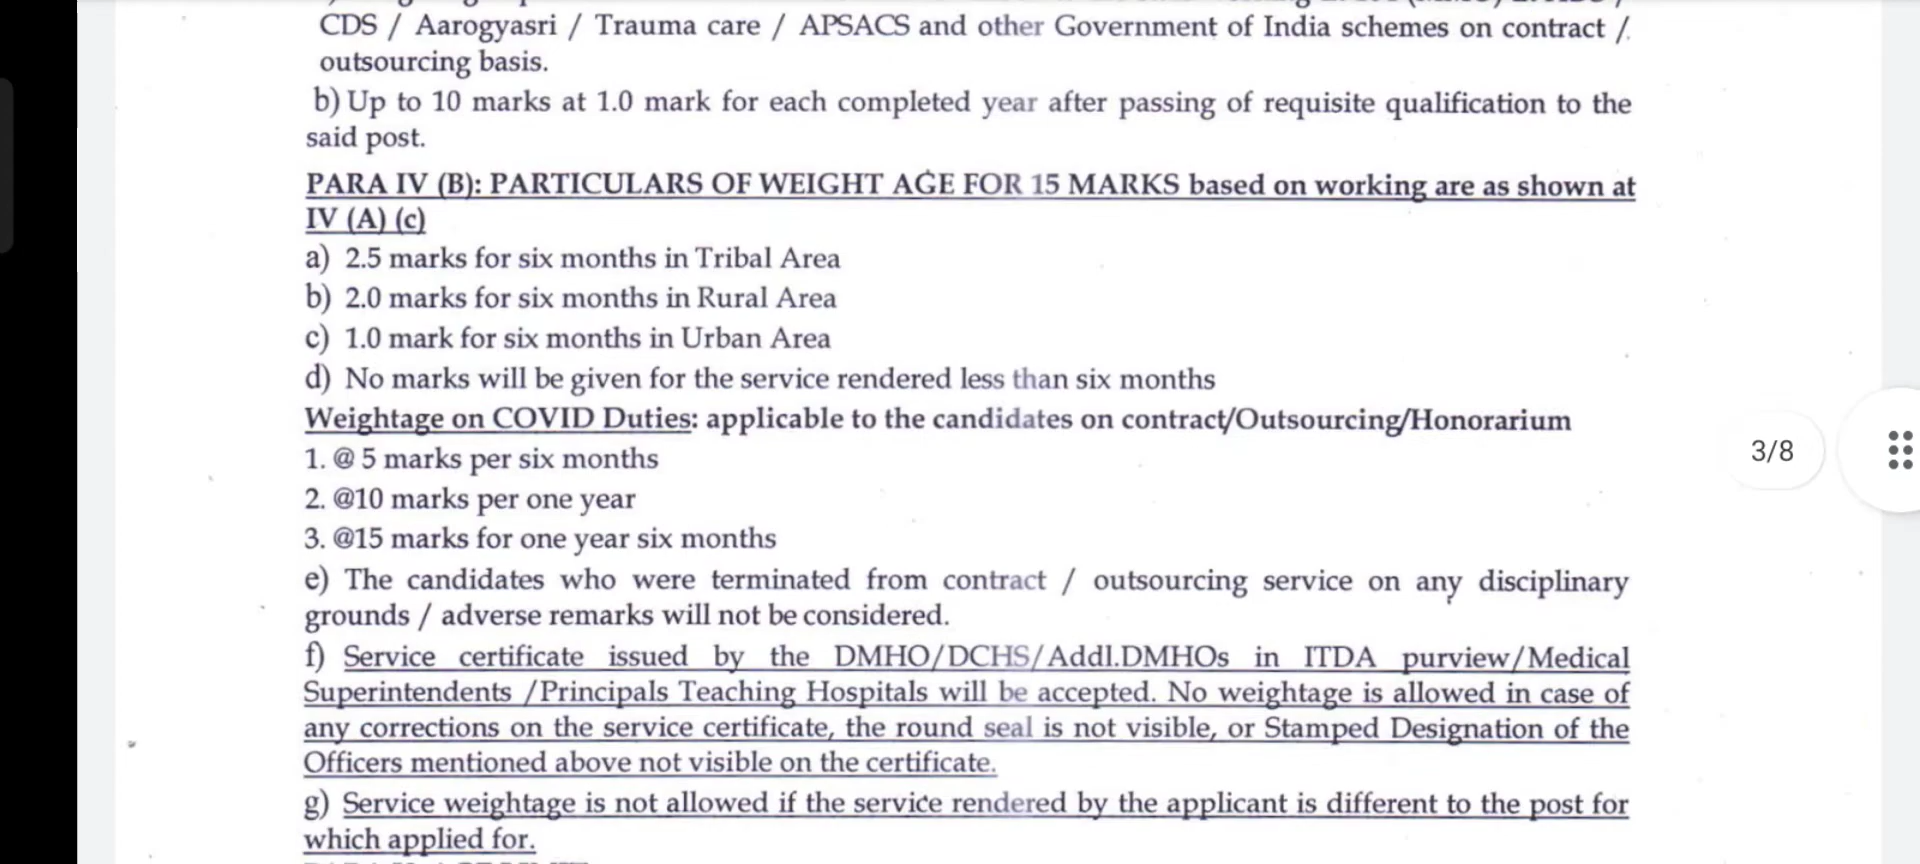 CDS / Aarogyasri / Trauma care / APSACS and other Government of India schemes on contract /
outsourcing basis.
b) Up to 10 marks at 1.0 mark for each completed year after passing of requisite qualification to the
said post.
PARA IV (B): PARTICULARS OF WEIGHT AGE FOR 15 MARKS based on working are as shown at
IV (A) (c)
a) 2.5 marks for six months in Tribal Area
b) 2.0 marks for six months in Rural Area
c) 1.0 mark for six months in Urban Area
d) No marks will be given for the service rendered less than six months
Weightage on COVID Duties: applicable to the candidates on contract/Outsourcing/Honorarium
1. @ 5 marks per six months
2. @10 marks per one year
3. @15 marks for one year six months
e) The candidates who were terminated from contract / outsourcing service on any disciplinary
grounds / adverse remarks will not be considered.
f) Service certificate issued by the DMHO/DCHS/Addl.DMHOs in ITDA purview/Medical
Superintendents /Principals Teaching Hospitals will be accepted. No weightage is allowed in case of
any corrections on the service certificate, the round seal is not visible, or Stamped Designation of the
Officers mentioned above not visible on the certificate.
g) Service weightage is not allowed if the service rendered by the applicant is different to the post for
which applied for.
3/8